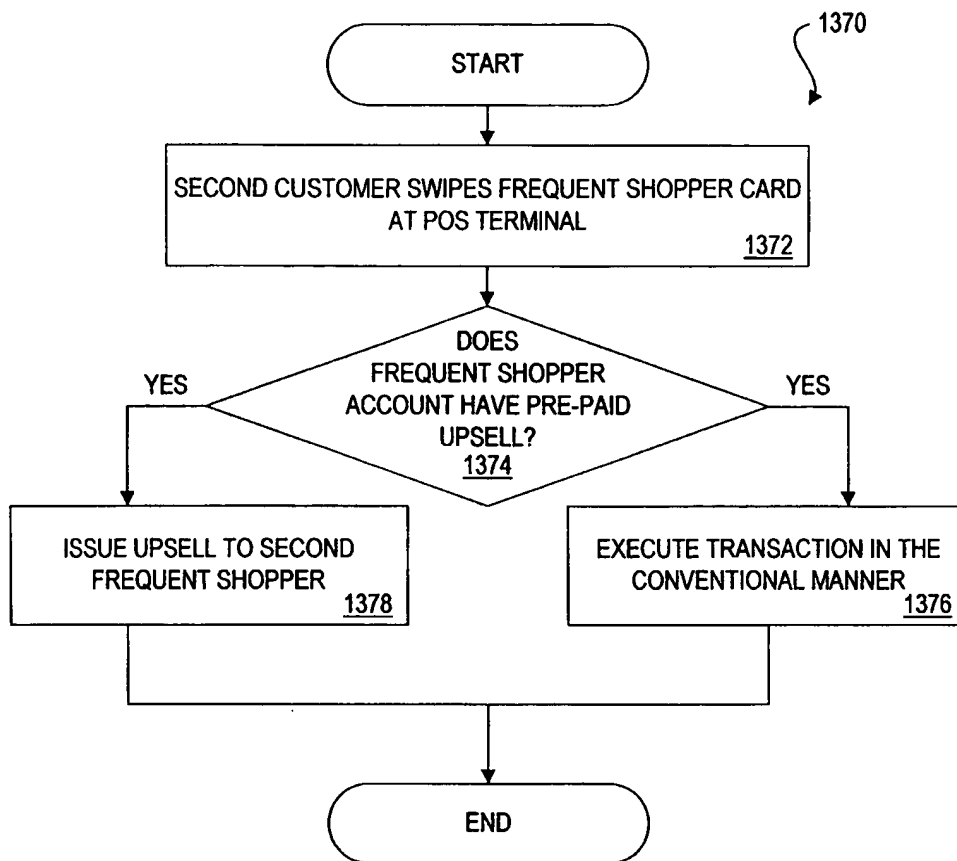 1370
START
SECOND CUSTOMER SWIPES FREQUENT SHOPPER CARD
AT POS TERMINAL
1372
DOES
FREQUENT SHOPPER
ACCOUNT HAVE PRE-PAID
UPSELL?
1374
YES
YES
ISSUE UPSELL TO SECOND
FREQUENT SHOPPER
1378
EXECUTE TRANSACTION IN THE
CONVENTIONAL MANNER
1376
END